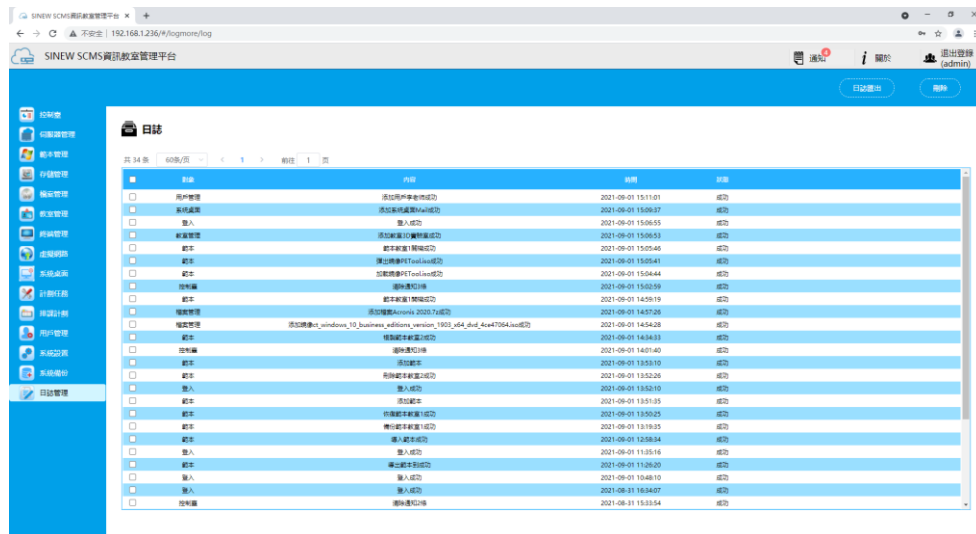 SINEW SCMS資訊教室管理平台
不安全 | 192.168.1.236/#/logmore/log
SINEW SCMS資訊教室管理平台
通知 4
關於
退出登錄
(admin)
日誌匯出
刪除
控制臺
伺服器管理
範本管理
存儲管理
檔案管理
教室管理
終端管理
虛擬網路
系統桌面
計劃任務
排課計劃
用戶管理
系統設置
系統備份
日誌管理
日誌
共 34 条 60条/页 1 前往 1 页
對象 內容 時間 狀態
用戶管理 添加用戶李老師成功 2021-09-01 15:11:01 成功
系統桌面 添加系統桌面Mail成功 2021-09-01 15:09:37 成功
登入 登入成功 2021-09-01 15:06:55 成功
教室管理 添加教室3D實驗室成功 2021-09-01 15:06:53 成功
範本 範本教室1開機成功 2021-09-01 15:05:46 成功
範本 彈出鏡像PETool.iso成功 2021-09-01 15:05:41 成功
範本 加載鏡像PETool.iso成功 2021-09-01 15:04:44 成功
控制臺 清除通知3條 2021-09-01 15:02:59 成功
範本 範本教室1開機成功 2021-09-01 14:59:19 成功
檔案管理 添加檔案Acronis 2020.7z成功 2021-09-01 14:57:26 成功
檔案管理 添加鏡像ct_windows_10_business_editions_version_1903_x64_dvd_4ce47064.iso成功 2021-09-01 14:54:28 成功
範本 複製範本教室2成功 2021-09-01 14:34:33 成功
控制臺 清除通知3條 2021-09-01 14:01:40 成功
範本 添加範本 2021-09-01 13:53:10 成功
範本 刪除範本教室2成功 2021-09-01 13:52:26 成功
登入 登入成功 2021-09-01 13:52:10 成功
範本 添加範本 2021-09-01 13:51:35 成功
範本 恢復範本教室1成功 2021-09-01 13:50:25 成功
範本 備份範本教室1成功 2021-09-01 13:19:35 成功
範本 導入範本成功 2021-09-01 12:58:34 成功
登入 登入成功 2021-09-01 11:35:16 成功
範本 導出範本到成功 2021-09-01 11:26:20 成功
登入 登入成功 2021-09-01 10:48:10 成功
登入 登入成功 2021-08-31 16:34:07 成功
控制臺 清除通知2條 2021-08-31 15:33:54 成功